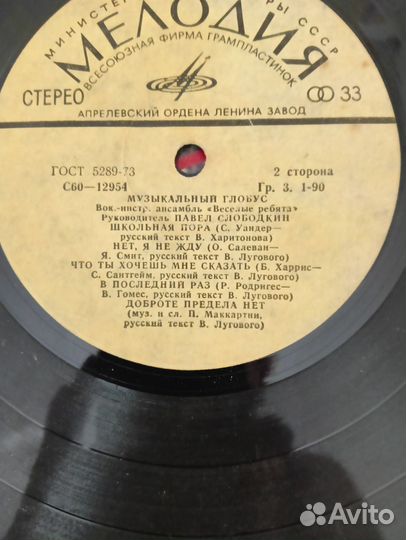 МИНИСТЕ РЫ СССР
МЕЛОДИЯ
ВСЕСОЮЗНАЯ ФИРМА ГРАМПЛАСТИНОК
СТЕРЕО
33
АПРЕЛЕВСКИЙ ОРДЕНА ЛЕНИНА ЗАВОД
ГОСТ 5289-73
2 сторона
С60—12954
Гр. 3. 1-90
МУЗЫКАЛЬНЫЙ ГЛОБУС
Вок.-инстр. ансамбль «Веселые ребята»
Руководитель ПАВЕЛ СЛОБОДКИН
ШКОЛЬНАЯ ПОРА (С. Уандер—
русский текст В. Харитонова)
НЕТ, Я НЕ ЖДУ (О. Салеван—
Я. Смит, русский текст В. Лугового)
ЧТО ТЫ ХОЧЕШЬ МНЕ СКАЗАТЬ (Б. Харрис—
С. Сантгейм, русский текст В. Лугового)
В ПОСЛЕДНИЙ РАЗ (Р. Родригес—
В. Гомес, русский текст В. Лугового)
ДОБРОТЕ ПРЕДЕЛА НЕТ
(муз. и сл. П. Маккартни,
русский текст В. Лугового)
Avito